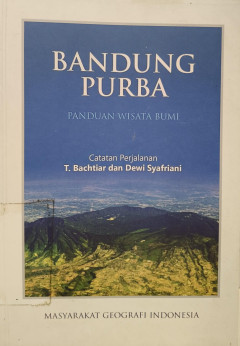 BANDUNG
PURBA
PANDUAN WISATA BUMI
Catatan Perjalanan
T. Bachtiar dan Dewi Syafriani
MASYARAKAT GEOGRAFI INDONESIA